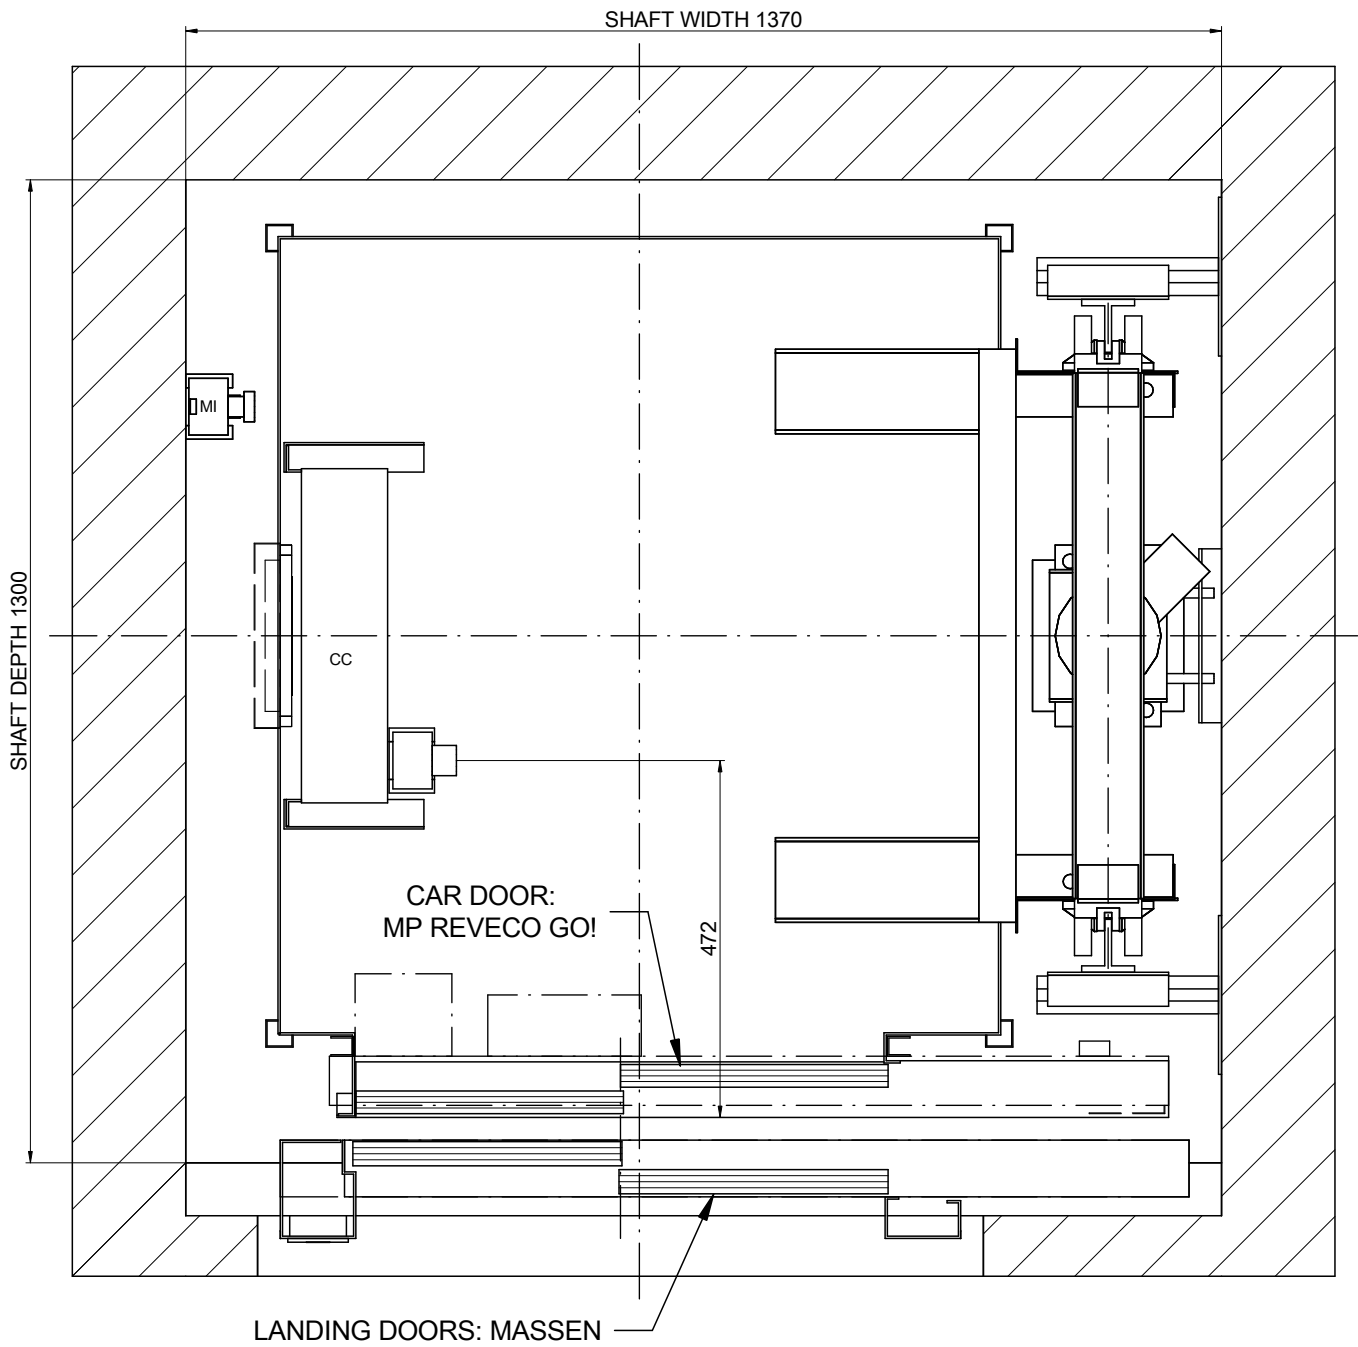 SHAFT WIDTH 1370
SHAFT DEPTH 1300
MI
CC
CAR DOOR:
MP REVECO GO!
472
LANDING DOORS: MASSEN